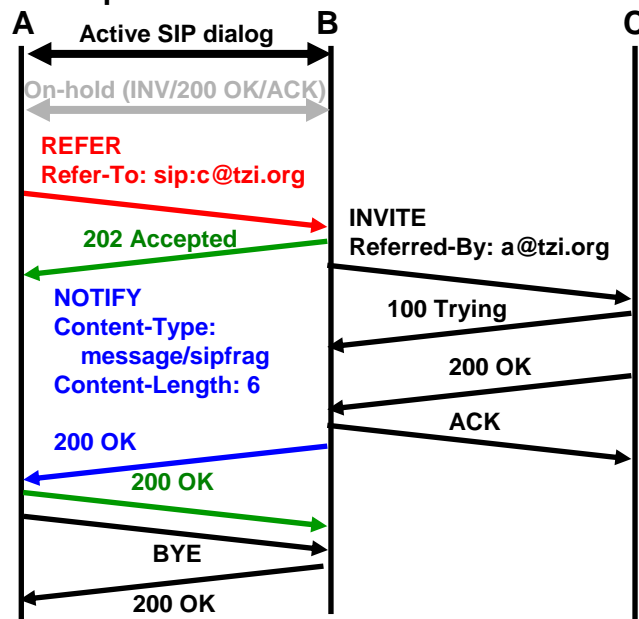 A
B
C
Active SIP dialog
On-hold (INV/200 OK/ACK)
REFER
Refer-To: sip:c@tzi.org
202 Accepted
INVITE
Referred-By: a@tzi.org
100 Trying
NOTIFY
Content-Type:
message/sipfrag
Content-Length: 6
200 OK
ACK
200 OK
200 OK
BYE
200 OK